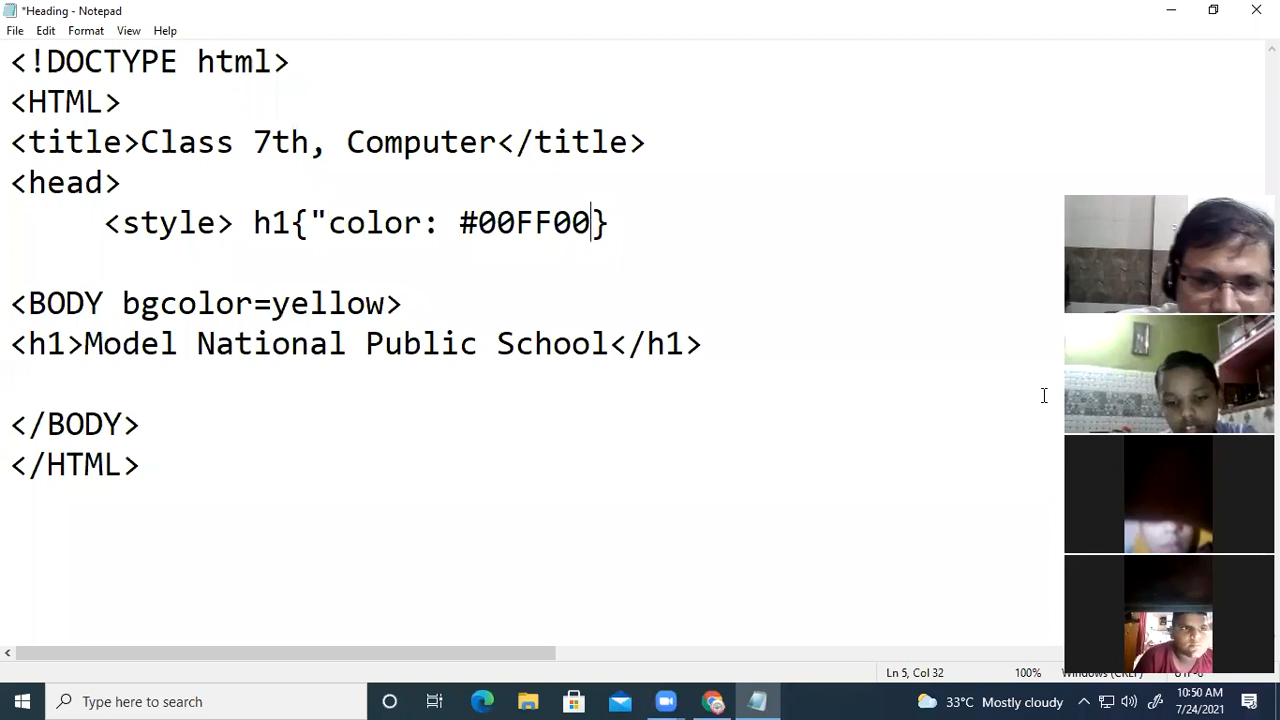 *Heading - Notepad
File Edit Format View Help
<!DOCTYPE html>
<HTML>
<title>Class 7th, Computer</title>
<head>
<style> h1{"color: #00FF00}
<BODY bgcolor=yellow>
<h1>Model National Public School</h1>
</BODY>
</HTML>
Ln 5, Col 32 100%
Type here to search 33°C Mostly cloudy 10:50 AM
7/24/2021